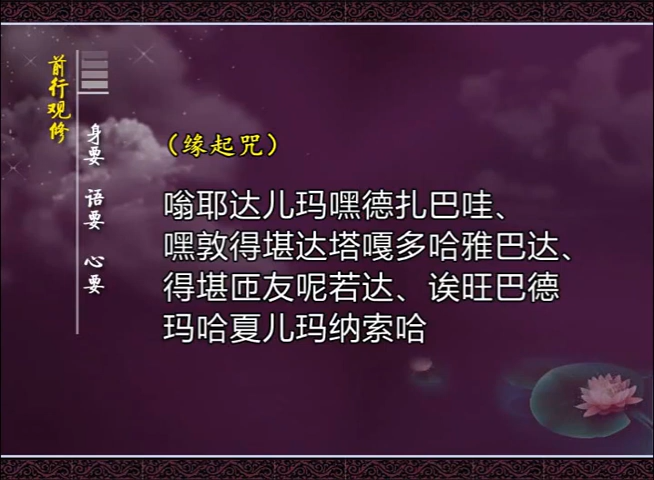 前行观修
身要 语要 心要
（缘起咒）
嗡耶达儿玛嘿德扎巴哇、
嘿敦得堪达塔嘎多哈雅巴达、
得堪匝友呢若达、诶旺巴德
玛哈夏儿玛纳索哈